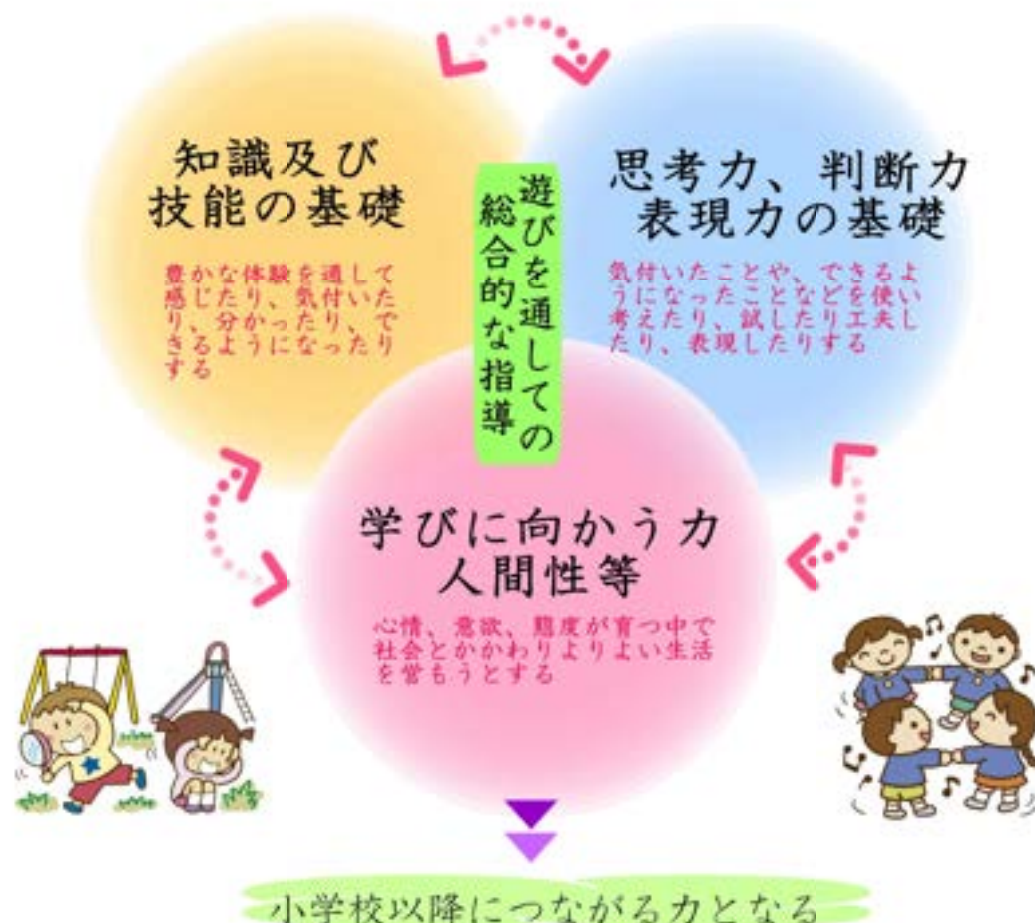 知識及び
技能の基礎
豊かな体験を通して
感じたり、気付いた
り、分かったり、で
きるようになったり
する
遊びを通しての
総合的な指導
思考力、判断力
表現力の基礎
気付いたことや、できるよ
うになったことなどを使い
考えたり、試したり工夫し
たり、表現したりする
学びに向かう力
人間性等
心情、意欲、態度が育つ中で
社会とかかわりよりよい生活
を営もうとする
小学校以降につながる力となる